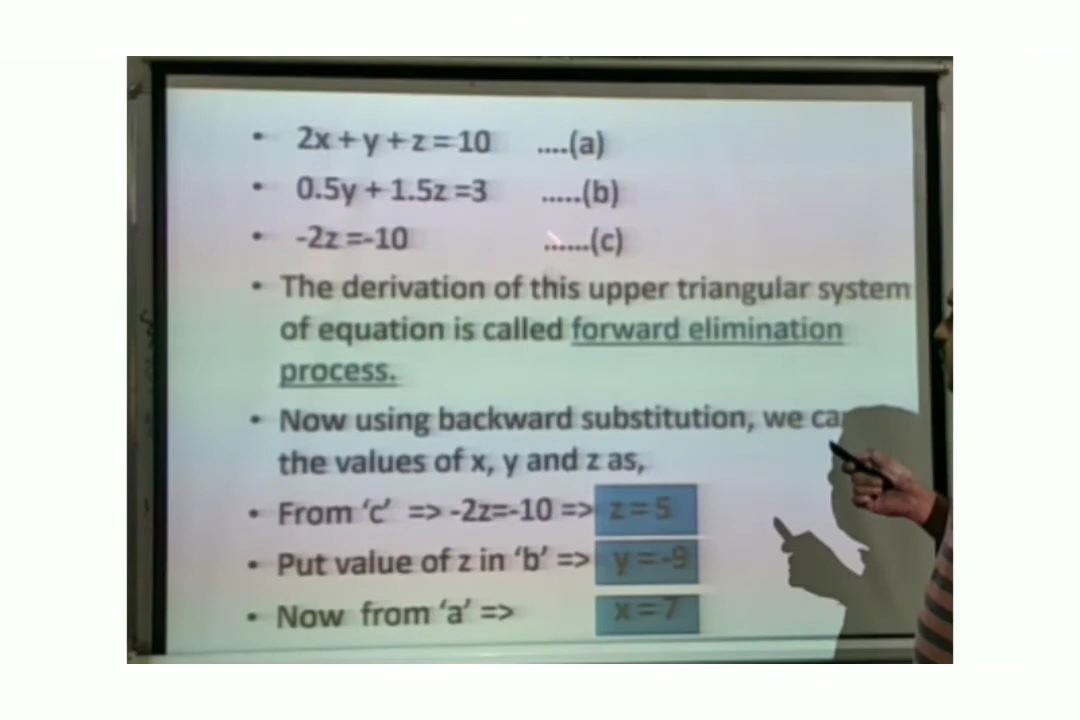 • 2x + y + z = 10 ....(a)
• 0.5y + 1.5z =3 .....(b)
• -2z =-10 ......(c)
• The derivation of this upper triangular system
of equation is called forward elimination
process.
• Now using backward substitution, we
the values of x, y and z as,
• From ‘c’ => -2z=-10 => z = 5
• Put value of z in ‘b’ => y = -9
• Now from ‘a’ => x = 7